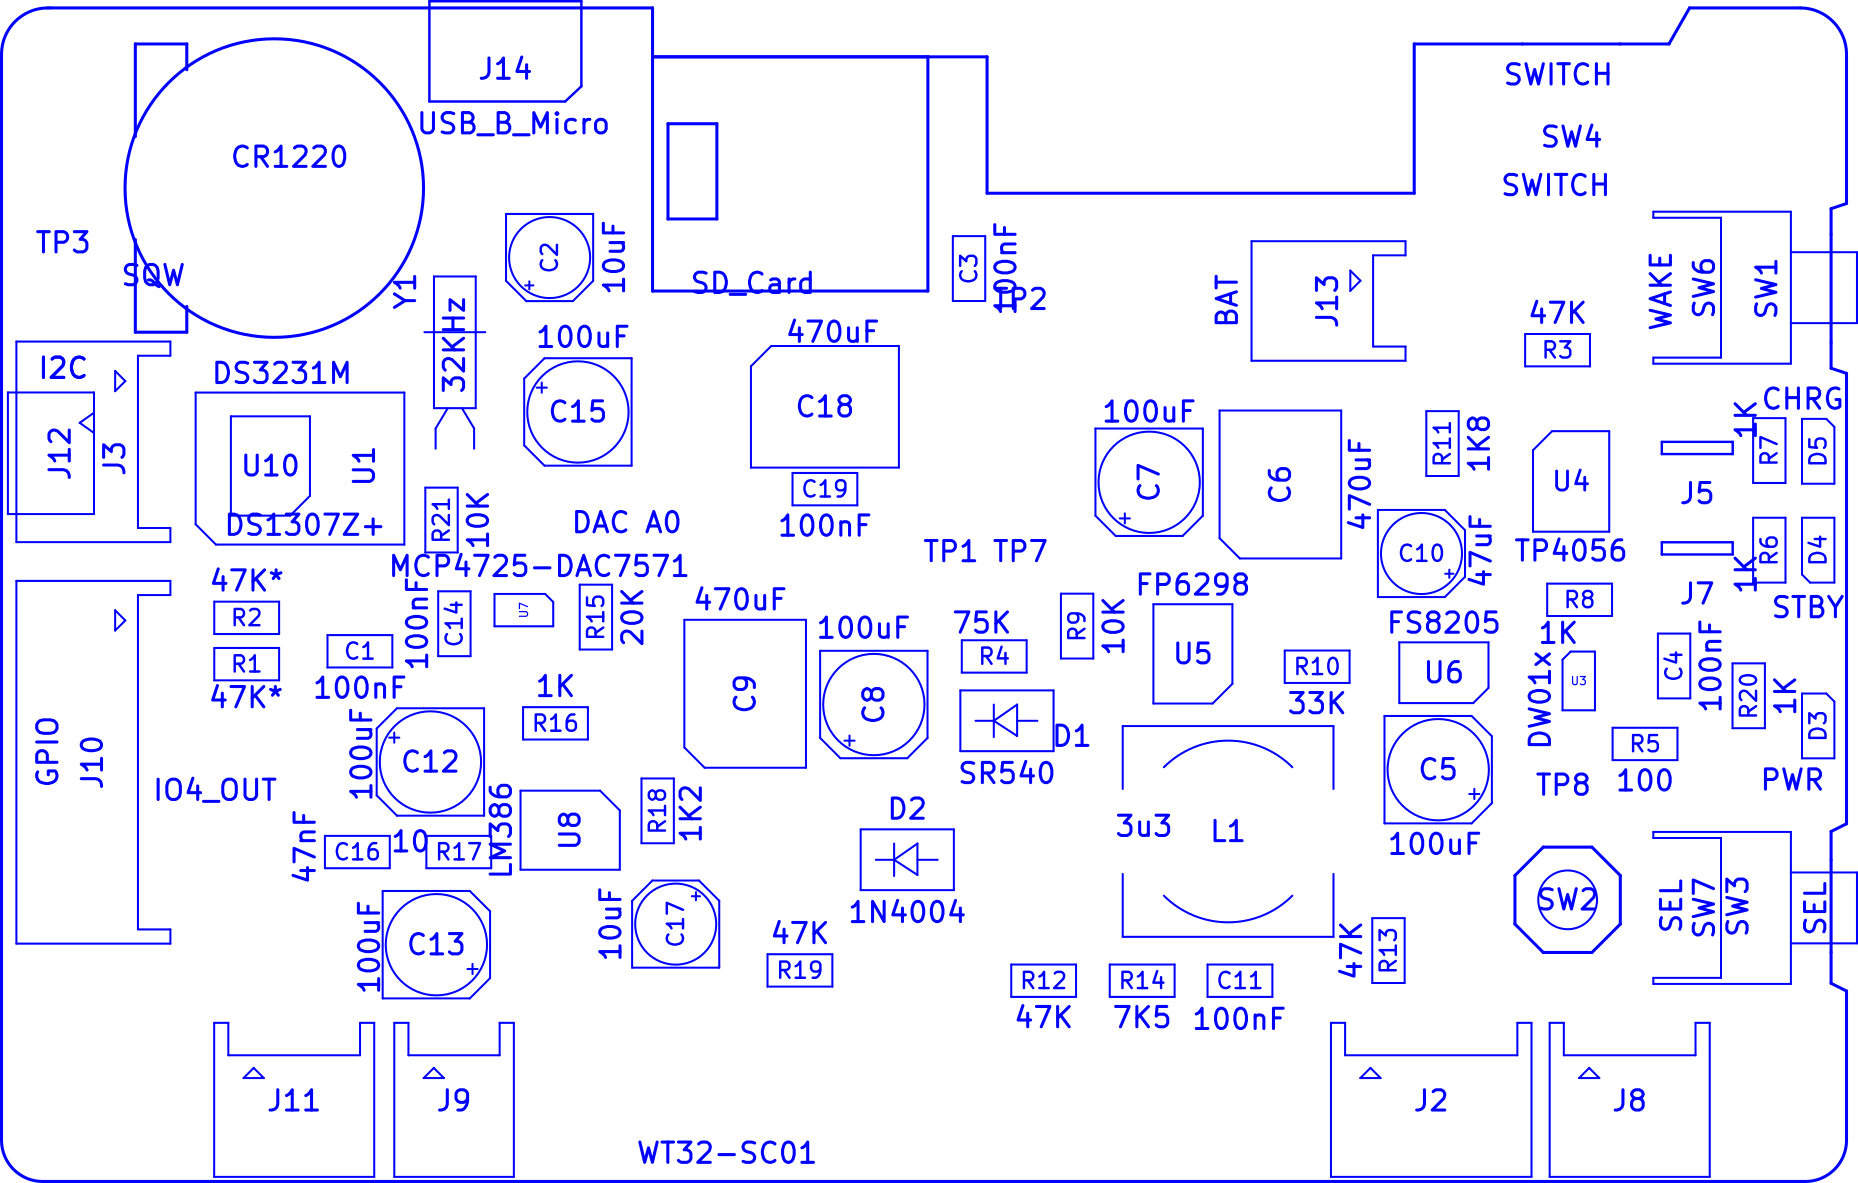 J14
USB_B_Micro
CR1220
SWITCH
SW4
SWITCH
TP3
SQW
Y1
32KHz
C2
10uF
SD_Card
C3
100nF
TP2
BAT
J13
WAKE
SW6
SW1
47K
R3
I2C
J12
J3
DS3231M
U10
U1
DS1307Z+
100uF
C15
470uF
C18
C19
100nF
100uF
C7
C6
470uF
R11
1K8
U4
TP4056
CHRG
1K
R7
D5
J5
R21
10K
DAC A0
MCP4725-DAC7571
TP1
TP7
C10
47uF
J7
1K
R6
D4
STBY
47K*
R2
R1
47K*
C1
100nF
100nF
C14
U7
R15
20K
470uF
C9
100uF
C8
75K
R4
R9
10K
FP6298
U5
R10
33K
FS8205
U6
R8
1K
DW01x
U3
C4
100nF
R20
1K
D3
PWR
R5
100
TP8
GPIO
J10
IO4_OUT
100uF
C12
1K
R16
D1
SR540
3u3
L1
C5
100uF
47nF
C16
10
R17
LM386
U8
R18
1K2
D2
1N4004
SW2
SEL
SW7
SW3
SEL
100uF
C13
10uF
C17
47K
R19
R12
47K
R14
7K5
C11
100nF
47K
R13
J11
J9
J2
J8
WT32-SC01